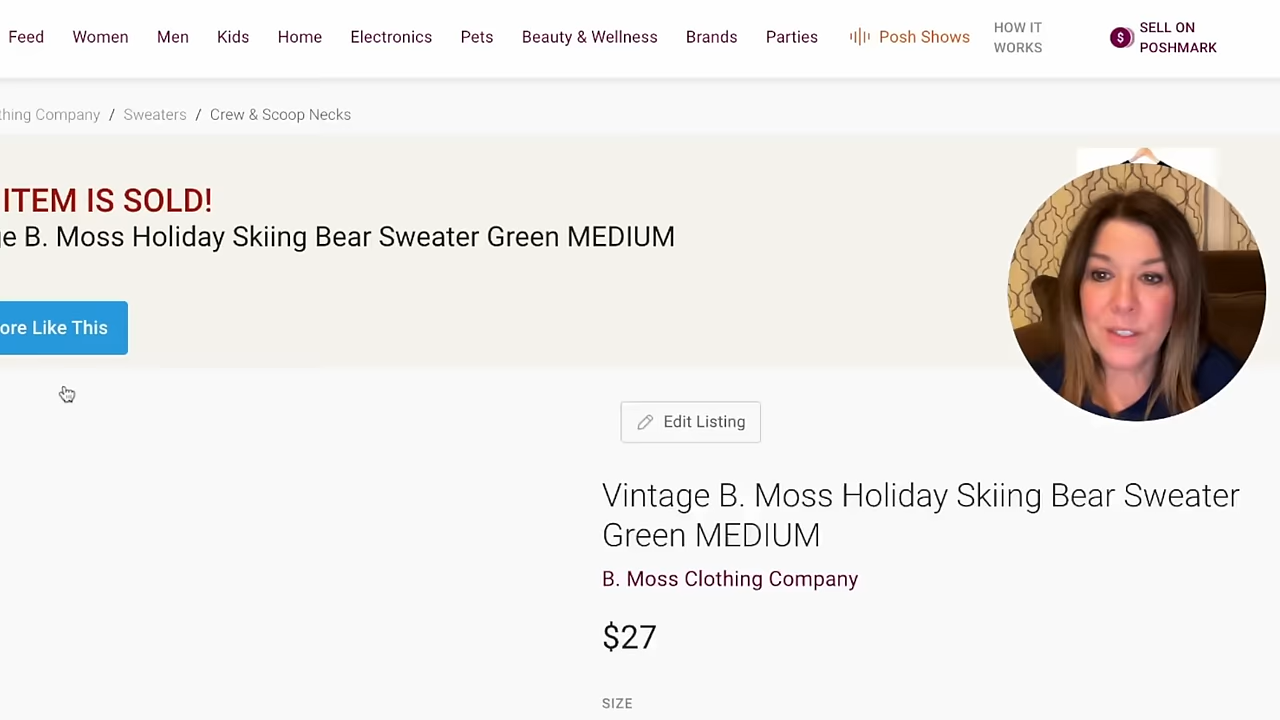 Feed Women Men Kids Home Electronics Pets Beauty & Wellness Brands Parties Posh Shows HOW IT WORKS $ SELL ON POSHMARK
thing Company / Sweaters / Crew & Scoop Necks
ITEM IS SOLD!
ge B. Moss Holiday Skiing Bear Sweater Green MEDIUM
ore Like This
Edit Listing
Vintage B. Moss Holiday Skiing Bear Sweater
Green MEDIUM
B. Moss Clothing Company
$27
SIZE